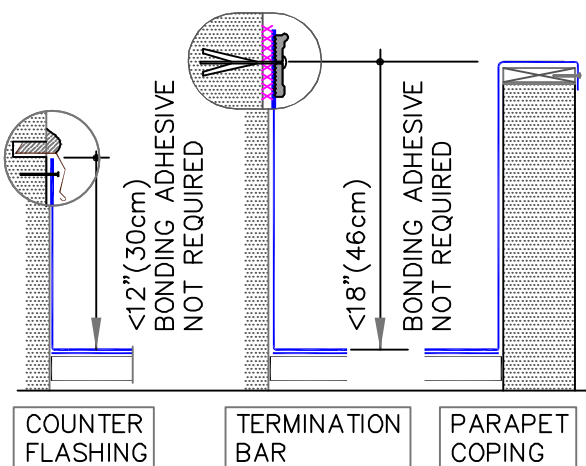 <12"(30cm)
BONDING ADHESIVE
NOT REQUIRED
<18"(46cm)
BONDING ADHESIVE
NOT REQUIRED
COUNTER
FLASHING
TERMINATION
BAR
PARAPET
COPING